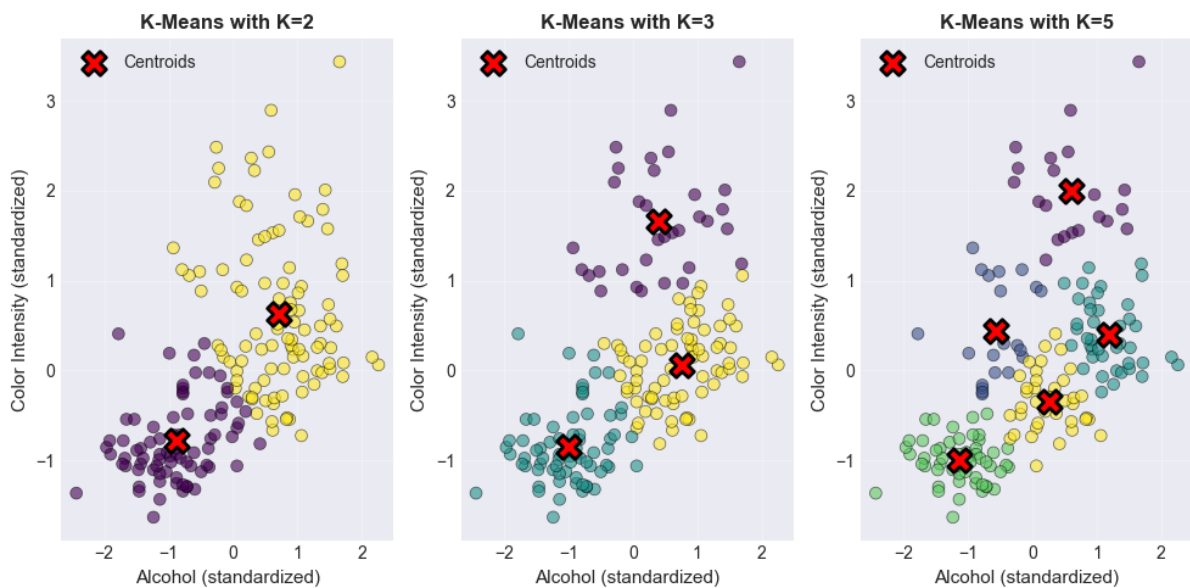 K-Means with K=2
Centroids
3
2
1
0
−1
−2
−1
0
1
2
Color Intensity (standardized)
Alcohol (standardized)
K-Means with K=3
Centroids
3
2
1
0
−1
−2
−1
0
1
2
Color Intensity (standardized)
Alcohol (standardized)
K-Means with K=5
Centroids
3
2
1
0
−1
−2
−1
0
1
2
Color Intensity (standardized)
Alcohol (standardized)